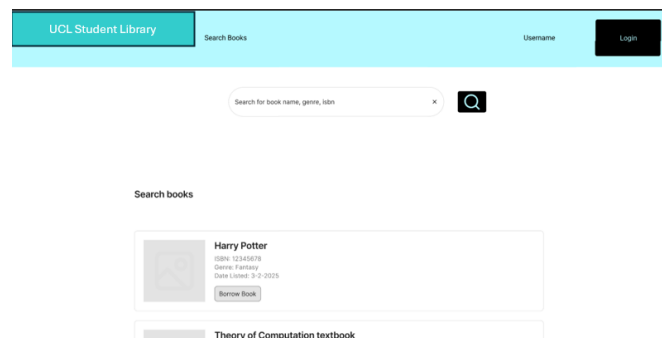 UCL Student Library
Search Books
Username
Login
Search for book name, genre, isbn
×
Search books
Harry Potter
ISBN: 12345678
Genre: Fantasy
Date Listed: 3-2-2025
Borrow Book
Theory of Computation textbook